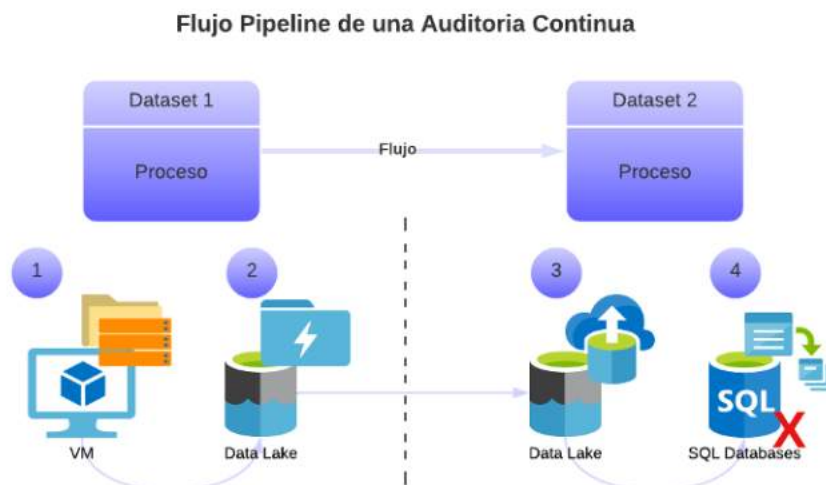 Flujo Pipeline de una Auditoria Continua
Dataset 1
Proceso
Flujo
Dataset 2
Proceso
1
2
3
4
VM
Data Lake
Data Lake
SQL
X
SQL Databases